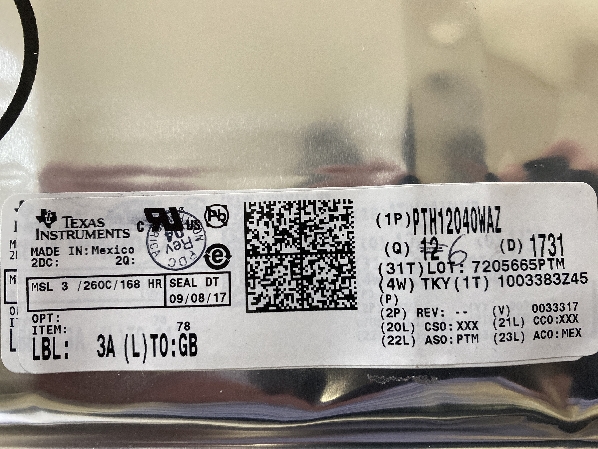 TEXAS
INSTRUMENTS
MADE IN: Mexico
2DC: 2Q:
MSL 3 /260C/168 HR
SEAL DT
09/08/17
OPT:
ITEM: 78
LBL: 3A (L)TO:GB
Pb
e
(1P)PTH12040WAZ
(Q) 12 6 (D) 1731
(31T)LOT: 7205665PTM
(4W) TKY(1T) 1003383Z45
(P)
(2P) REV: -- (V) 0033317
(20L) CSO:XXX (21L) CCO:XXX
(22L) ASO:PTM (23L) ACO:MEX